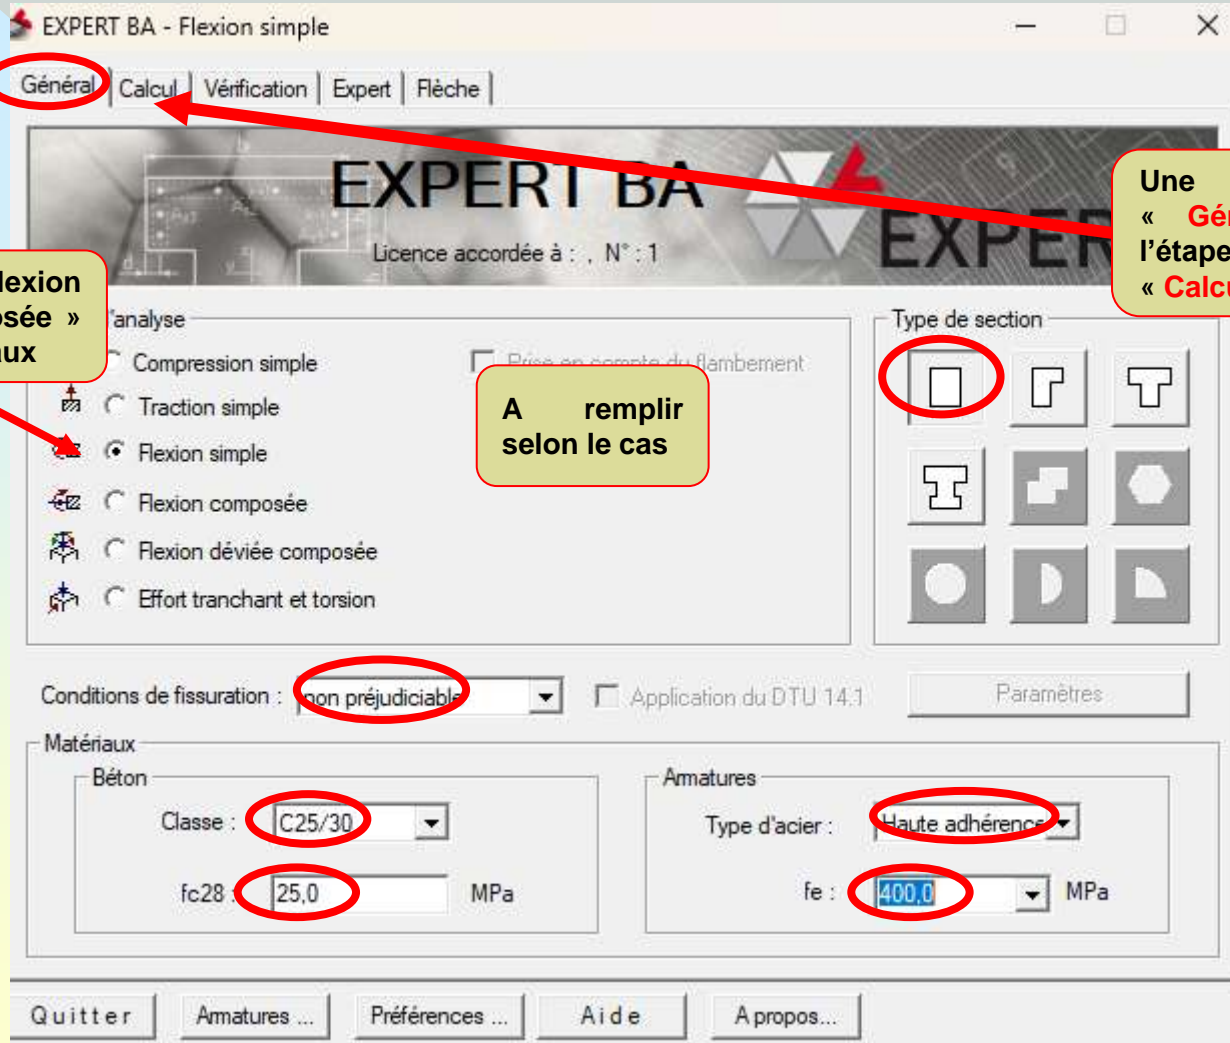 EXPERT BA - Flexion simple
Général Calcul Vérification Expert Flèche
EXPERT BA
Licence accordée à : , N° : 1
Une
«
l'étape
«
aux
'analyse
Compression simple
Prise en compte du flambement
Traction simple
Flexion simple
Flexion composée
Flexion déviée composée
Effort tranchant et torsion
A remplir
selon le cas
Type de section
Conditions de fissuration : non préjudiciable
Application du DTU 14.1
Paramètres
Matériaux
Béton
Classe : C25/30
fc28 : 25,0 MPa
Armatures
Type d'acier : Haute adhérence
fe : 400,0 MPa
Quitter Armatures ... Préférences ... Aide A propos...